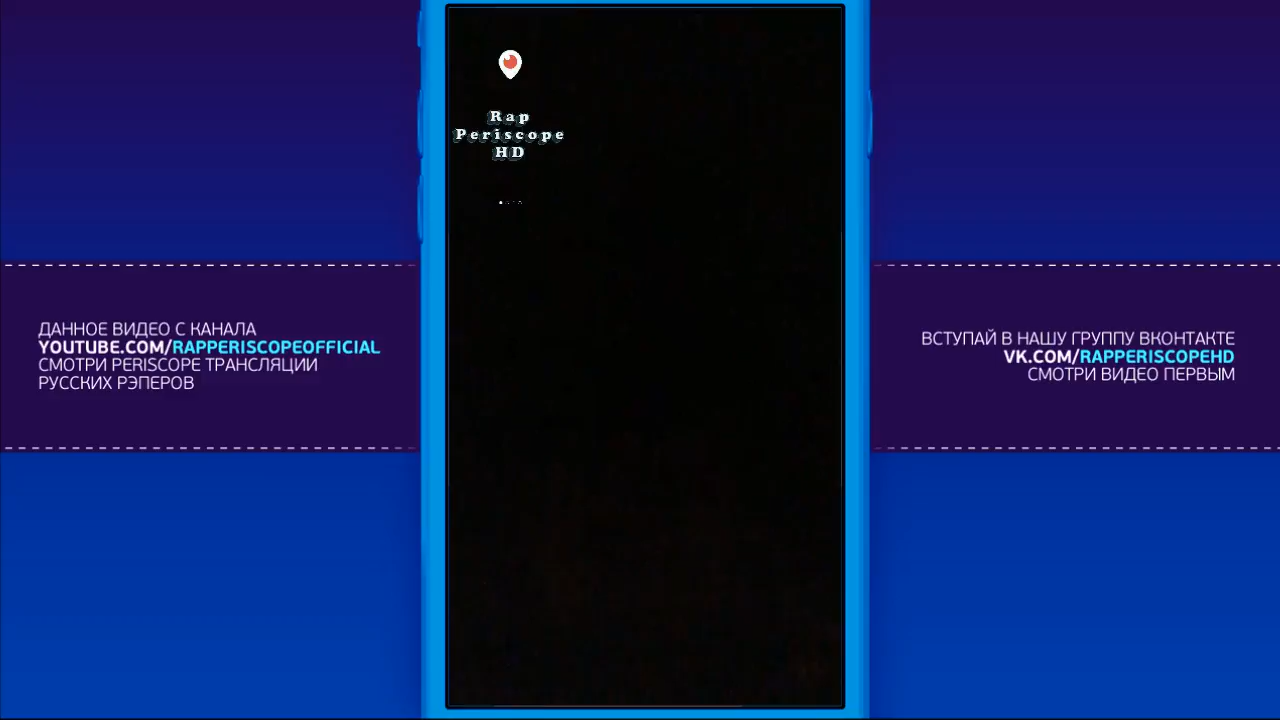 Rap
Periscope
HD
ДАННОЕ ВИДЕО С КАНАЛА
YOUTUBE.COM/RAPPERISCOPEOFFICIAL
СМОТРИ PERISCOPE ТРАНСЛЯЦИИ
РУССКИХ РЭПЕРОВ
ВСТУПАЙ В НАШУ ГРУППУ ВКОНТАКТЕ
VK.COM/RAPPERISCOPEHD
СМОТРИ ВИДЕО ПЕРВЫМ